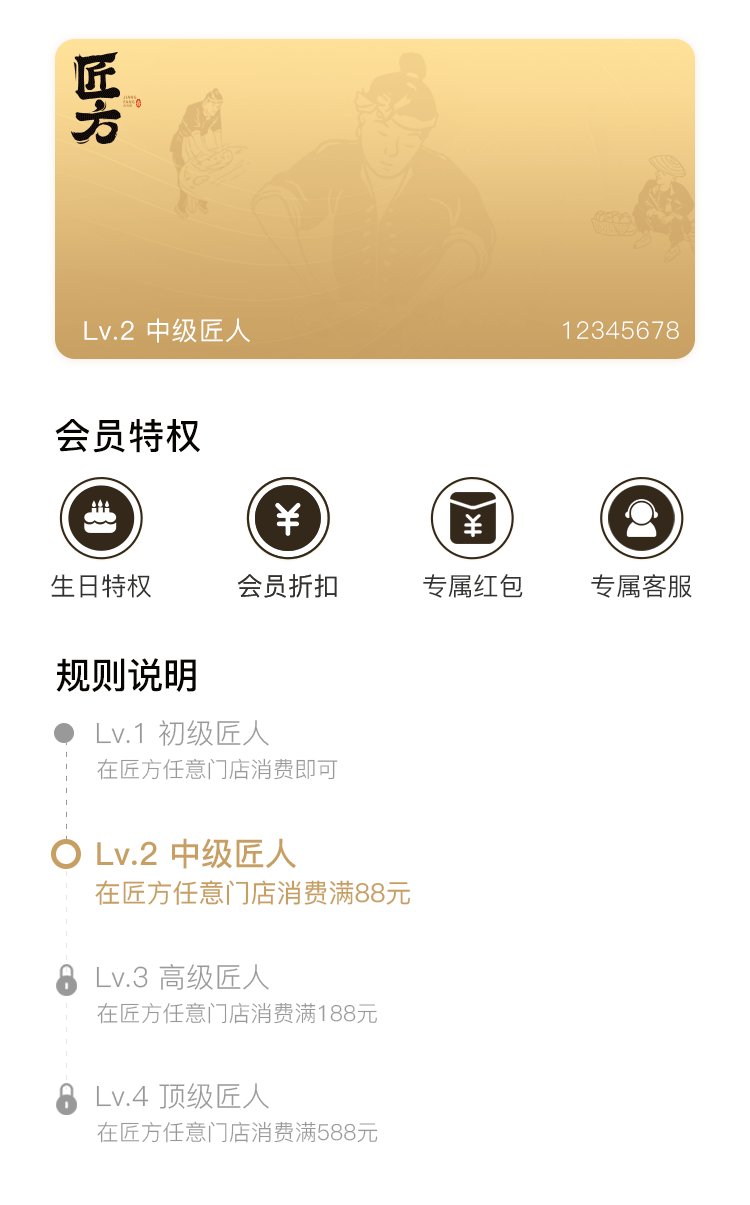 匠方
JIANG
FANG
Lv.2 中级匠人
12345678
会员特权
生日特权
会员折扣
专属红包
专属客服
规则说明
Lv.1 初级匠人
在匠方任意门店消费即可
Lv.2 中级匠人
在匠方任意门店消费满88元
Lv.3 高级匠人
在匠方任意门店消费满188元
Lv.4 顶级匠人
在匠方任意门店消费满588元